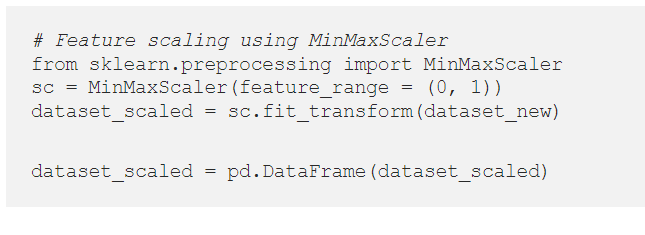 # Feature scaling using MinMaxScaler
from sklearn.preprocessing import MinMaxScaler
sc = MinMaxScaler(feature_range = (0, 1))
dataset_scaled = sc.fit_transform(dataset_new)
dataset_scaled = pd.DataFrame(dataset_scaled)